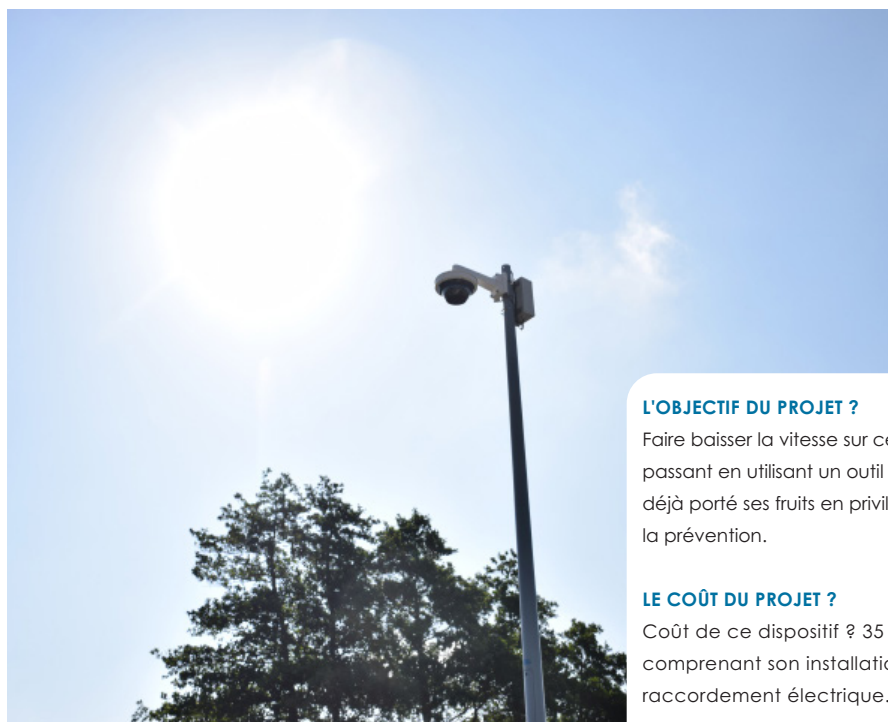 L'OBJECTIF DU PROJET ?
Faire baisser la vitesse sur
passant en utilisant un outil
déjà porté ses fruits en
la prévention.
LE COÛT DU PROJET ?
Coût de ce dispositif ? 35
comprenant son
raccordement électrique.